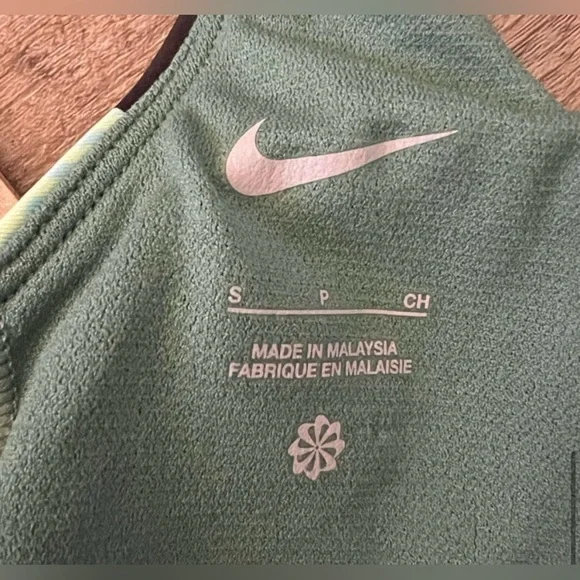 S P CH
MADE IN MALAYSIA
FABRIQUE EN MALAISIE